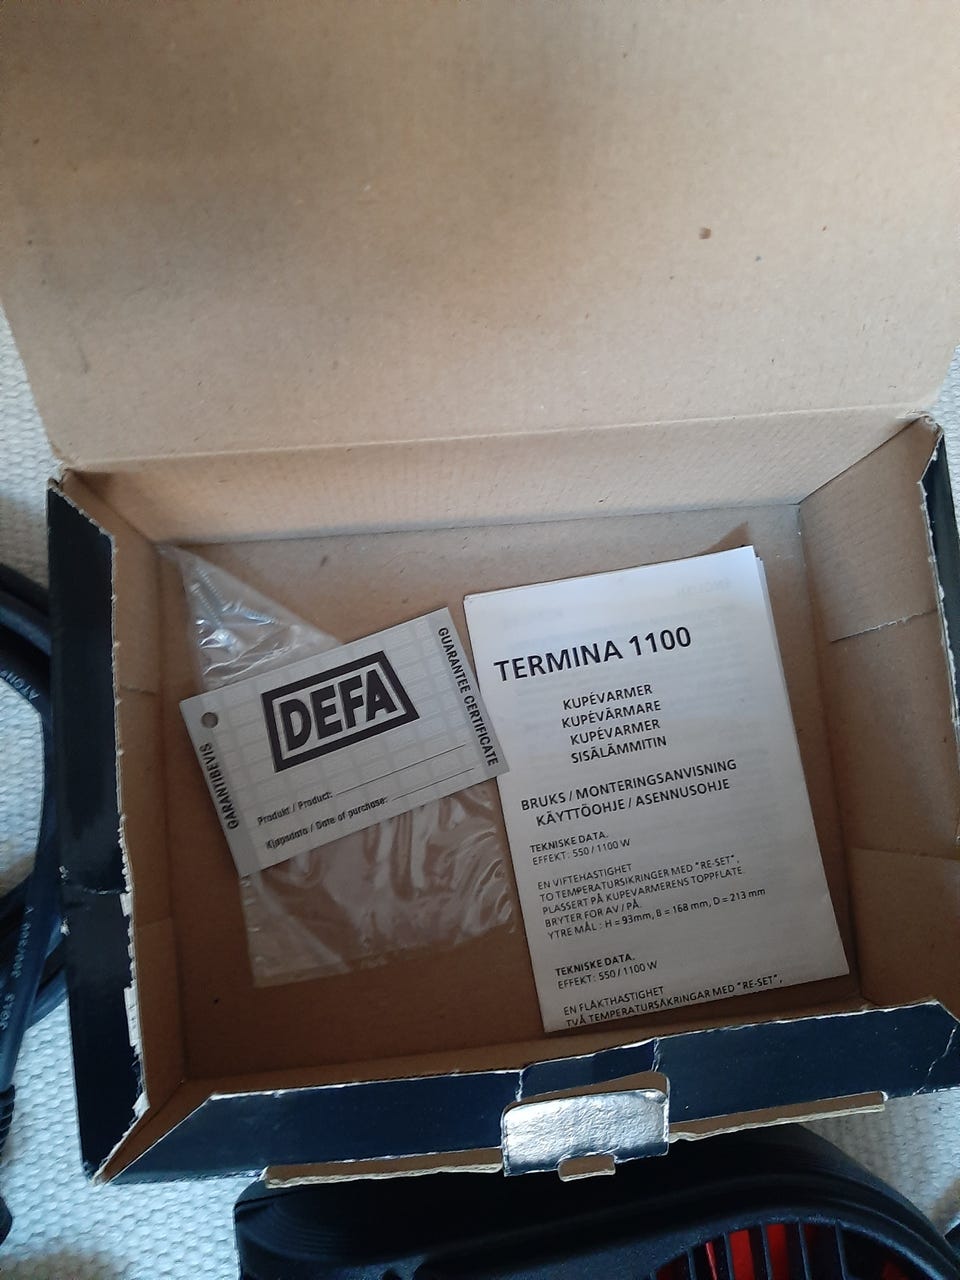 GUARANTEE CERTIFICATE
DEFA
GARANTIBEVIS
Produkt / Product:
Kjøpsdato / Date of purchase:
TERMINA 1100
KUPÉVARMER
KUPÉVÄRMARE
KUPÉVARMER
SISÄLÄMMITIN
BRUKS / MONTERINGSANVISNING
KÄYTTÖOHJE / ASENNUSOHJE
TEKNISKE DATA.
EFFEKT: 550 / 1100 W
EN VIFTEHASTIGHET
TO TEMPERATURSIKRINGER MED "RE-SET",
PLASSERT PÅ KUPEVARMERENS TOPPFLATE.
BRYTER FOR AV / PÅ.
YTRE MÅL : H = 93mm, B = 168 mm, D = 213 mm
TEKNISKE DATA.
EFFEKT: 550 / 1100 W
EN FLÄKTHASTIGHET
TVÅ TEMPERATURSÄKRINGAR MED "RE-SET",
300/500 V